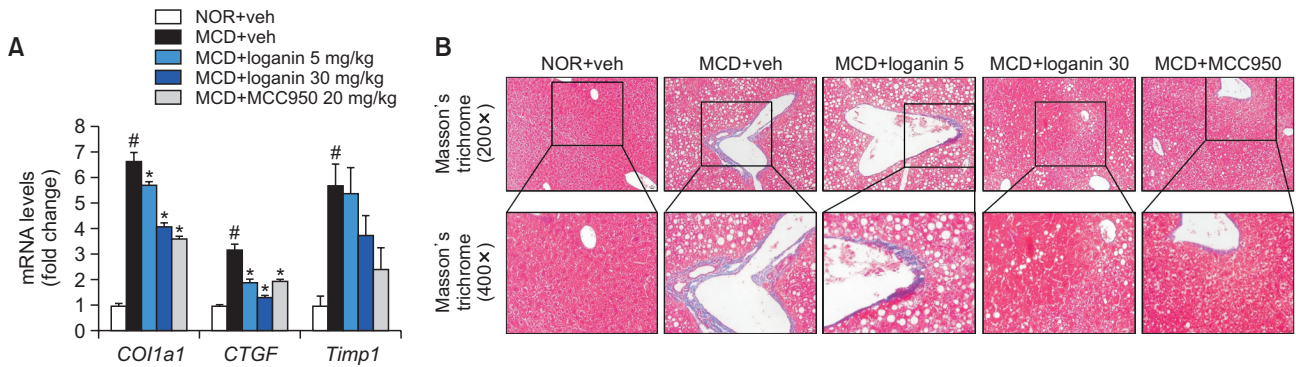 NOR+veh
MCD+veh
MCD+loganin 5 mg/kg
MCD+loganin 30 mg/kg
MCD+MCC950 20 mg/kg
A
mRNA levels
(fold change)
8
7
6
5
4
3
2
1
0
#
*
*
*
#
*
*
*
#
COl1a1
CTGF
Timp1
B
NOR+veh
MCD+veh
MCD+loganin 5
MCD+loganin 30
MCD+MCC950
Masson's
trichrome
(200×)
Masson's
trichrome
(400×)